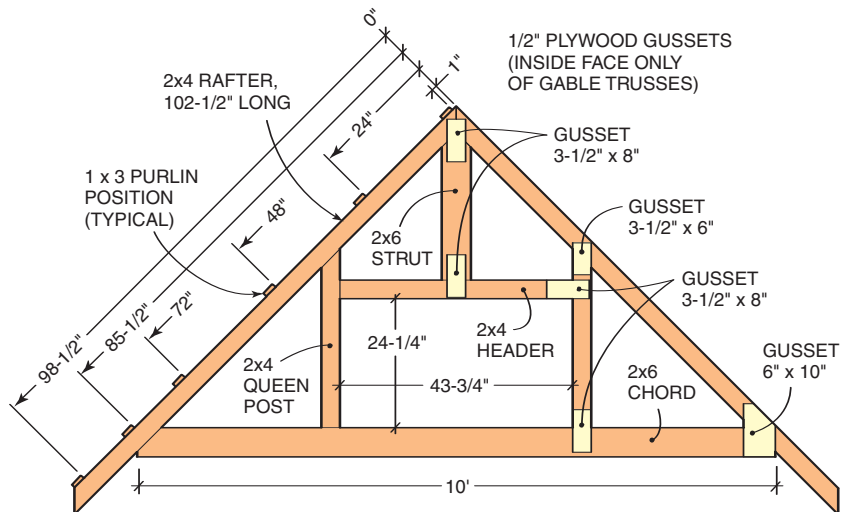 0"
1"
1/2" PLYWOOD GUSSETS
(INSIDE FACE ONLY
OF GABLE TRUSSES)
2x4 RAFTER,
102-1/2" LONG
24"
GUSSET
3-1/2" x 8"
1 x 3 PURLIN
POSITION
(TYPICAL)
48"
2x6
STRUT
GUSSET
3-1/2" x 6"
72"
85-1/2"
98-1/2"
GUSSET
3-1/2" x 8"
24-1/4"
2x4
HEADER
2x4
QUEEN
POST
43-3/4"
2x6
CHORD
GUSSET
6" x 10"
10'